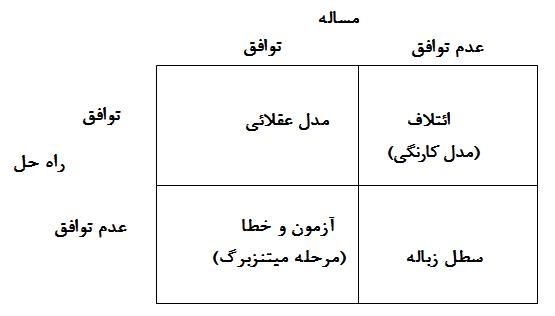 مساله
عدم توافق توافق
توافق مدل عقلائی ائتلاف
(مدل کارنگی)
راه حل
عدم توافق آزمون و خطا
(مرحله میتنزبرگ) سطل زباله